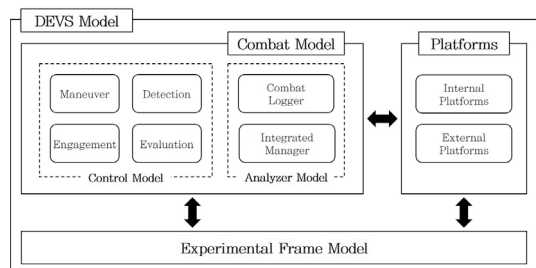 DEVS Model
Combat Model
Platforms
Maneuver
Detection
Engagement
Evaluation
Control Model
Combat
Logger
Integrated
Manager
Analyzer Model
Internal
Platforms
External
Platforms
Experimental Frame Model